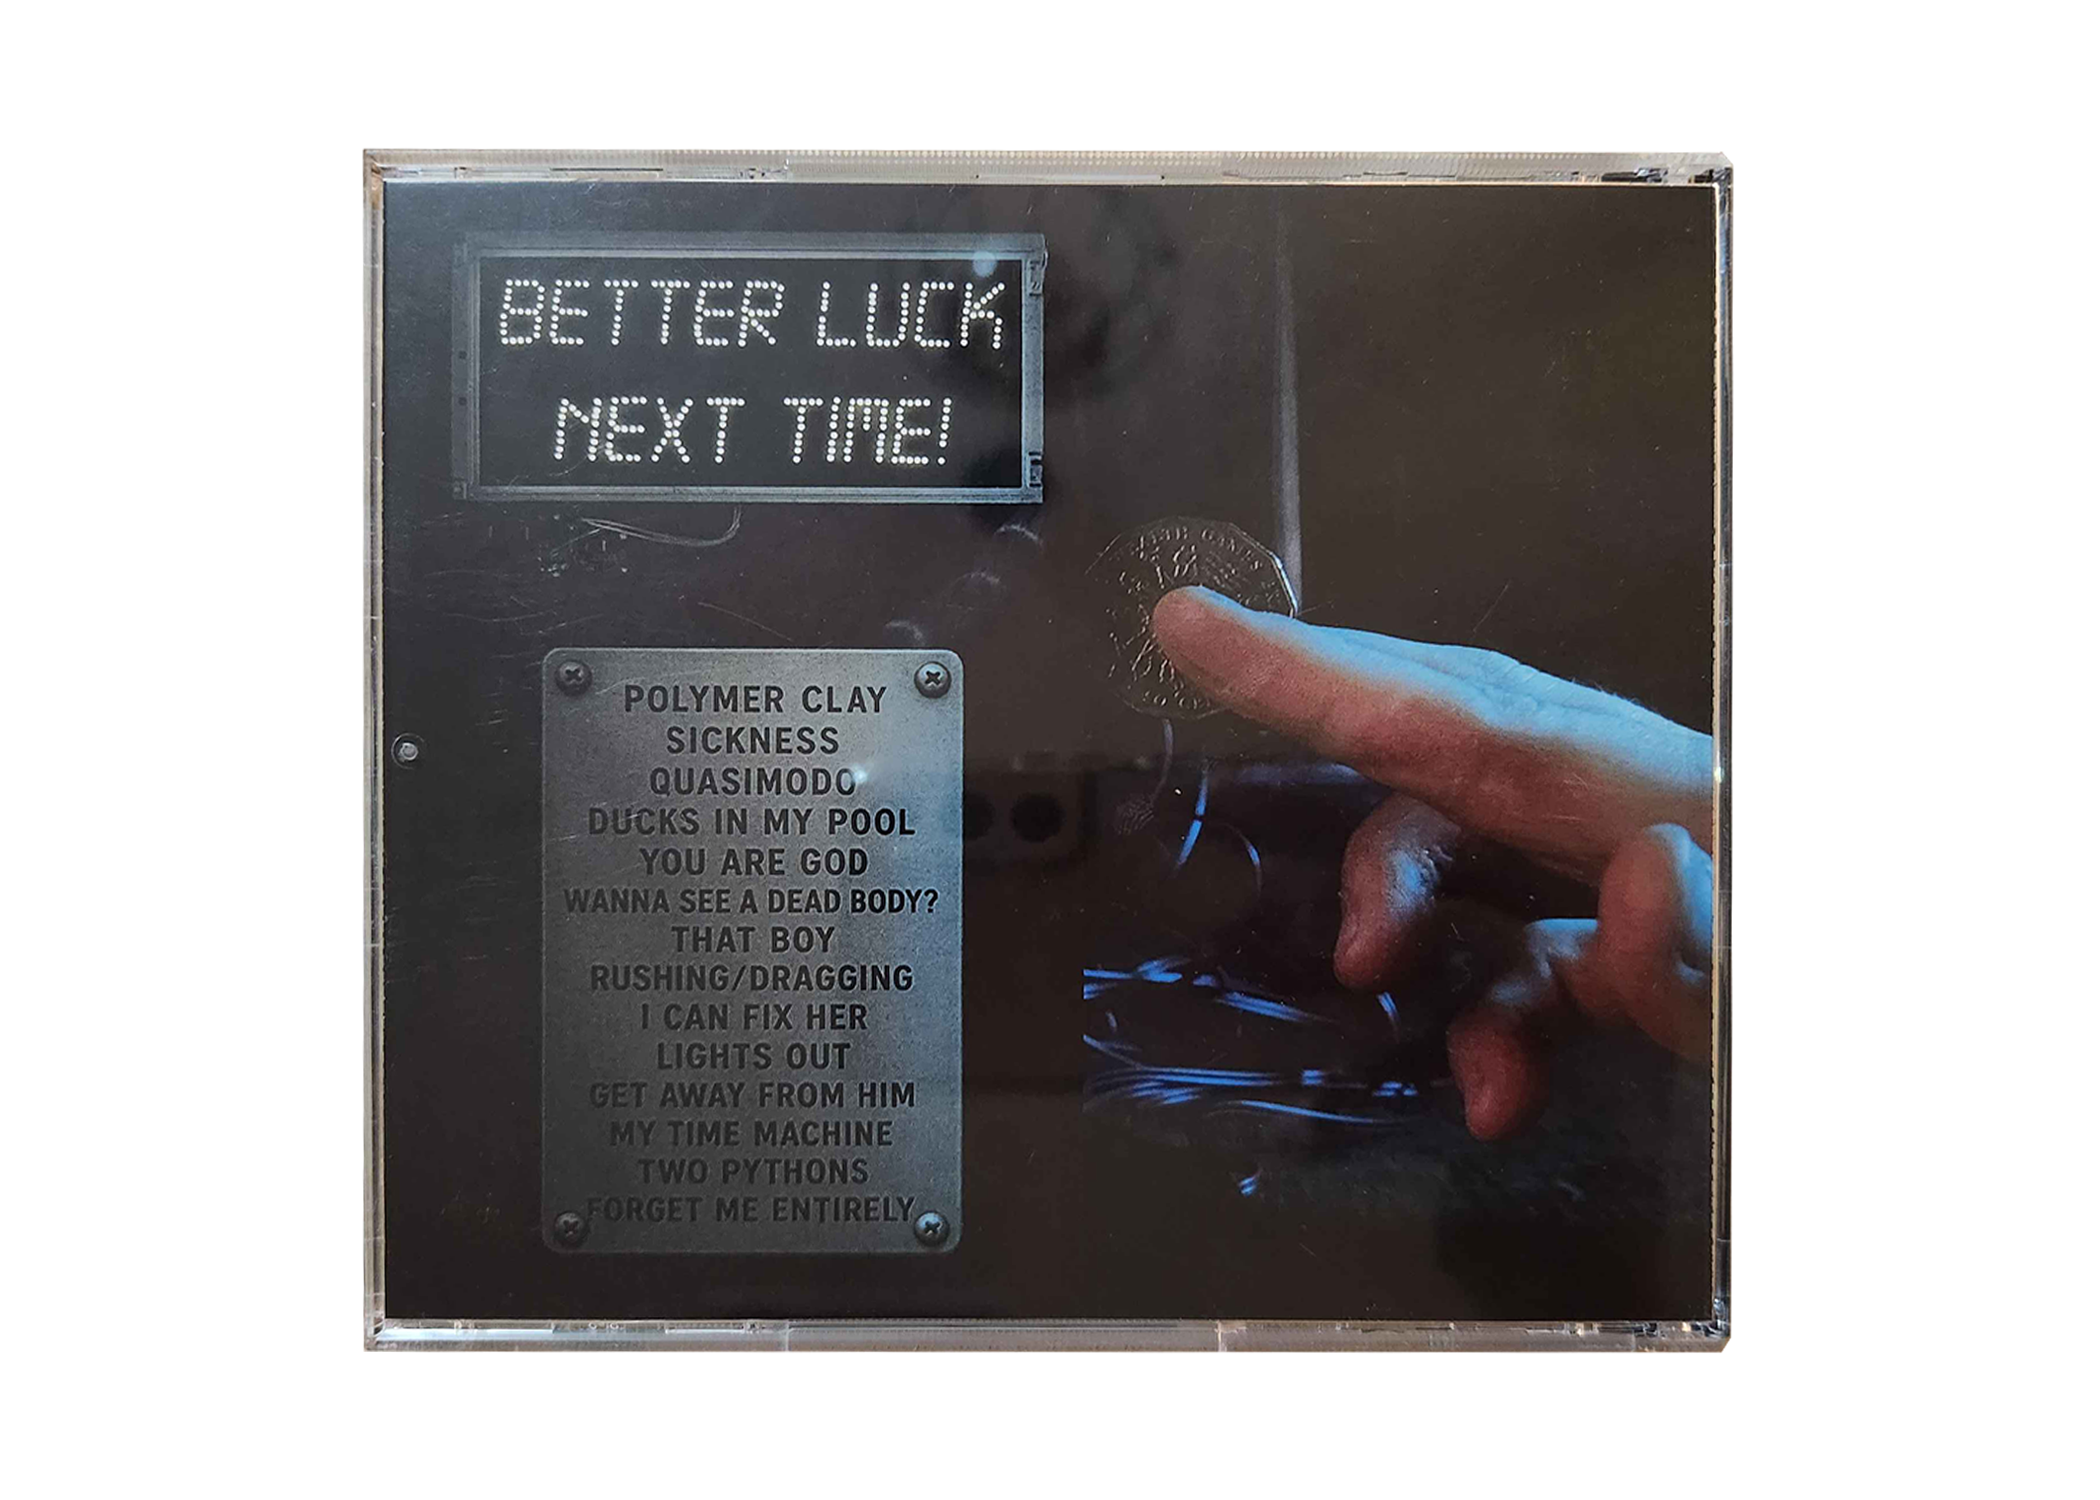 BETTER LUCK
NEXT TIME!
POLYMER CLAY
SICKNESS
QUASIMODO
DUCKS IN MY POOL
YOU ARE GOD
WANNA SEE A DEAD BODY?
THAT BOY
RUSHING/DRAGGING
I CAN FIX HER
LIGHTS OUT
GET AWAY FROM HIM
MY TIME MACHINE
TWO PYTHONS
FORGET ME ENTIRELY